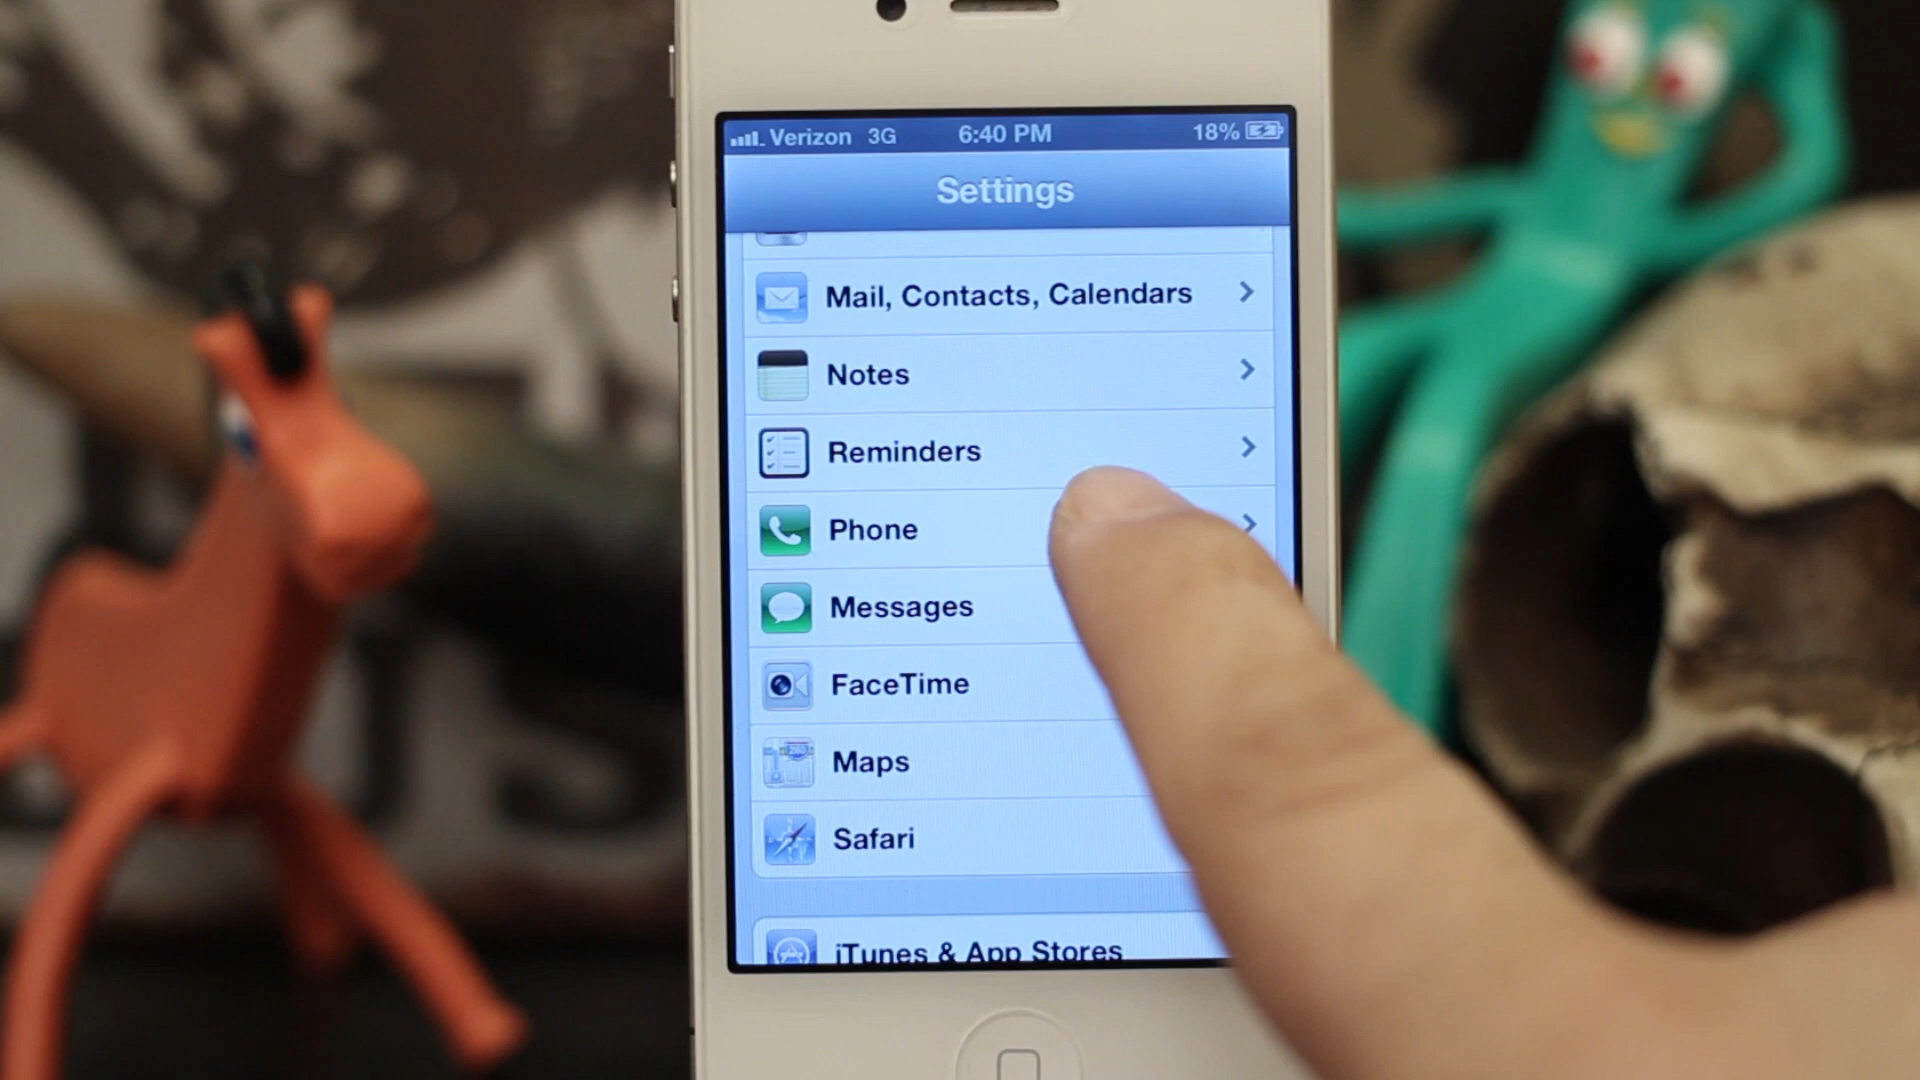 Verizon 3G 6:40 PM 18%
Settings
Mail, Contacts, Calendars
Notes
Reminders
Phone
Messages
FaceTime
Maps
Safari
iTunes & App Stores